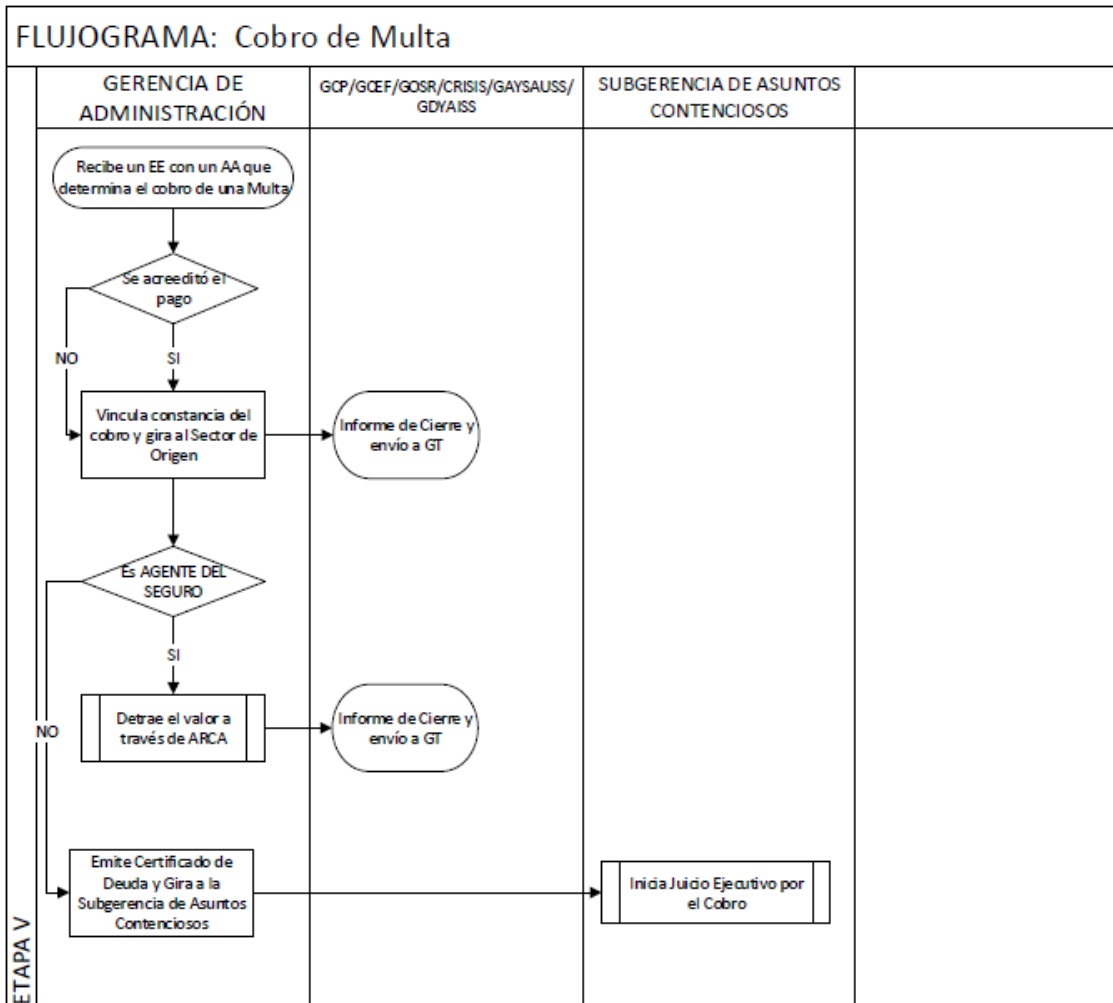 FLUJOGRAMA: Cobro de Multa
GERENCIA DE
ADMINISTRACIÓN
GCP/GCEF/GOSR/CRISIS/GAYSAUSS/
GDYAISS
SUBGERENCIA DE ASUNTOS
CONTENCIOSOS
Recibe un EE con un AA que
determina el cobro de una Multa
Se acreeditó el
pago
NO
SI
Vincula constancia del
cobro y gira al Sector de
Origen
Informe de Cierre y
envío a GT
Es AGENTE DEL
SEGURO
SI
NO
Detrae el valor a
través de ARCA
Informe de Cierre y
envío a GT
Emite Certificado de
Deuda y Gira a la
Subgerencia de Asuntos
Contenciosos
Inicia Juicio Ejecutivo por
el Cobro
ETAPA V